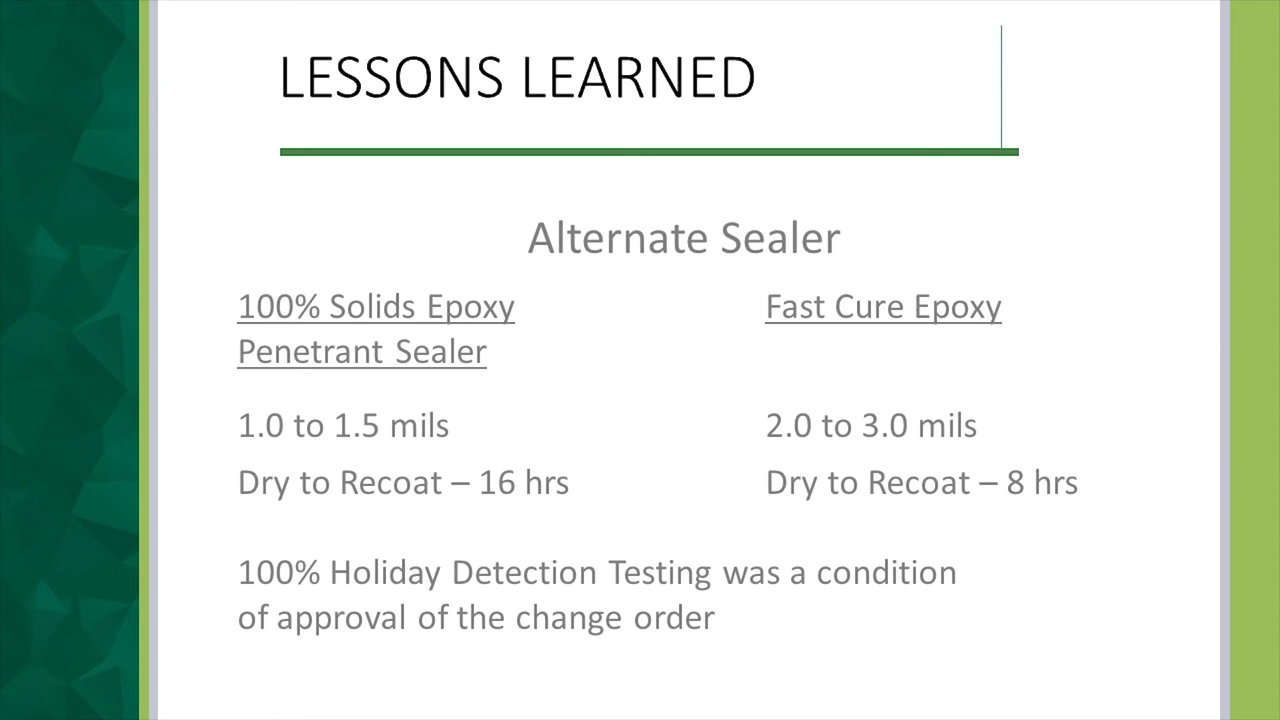 LESSONS LEARNED
Alternate Sealer
100% Solids Epoxy
Penetrant Sealer
1.0 to 1.5 mils
Dry to Recoat – 16 hrs
Fast Cure Epoxy
2.0 to 3.0 mils
Dry to Recoat – 8 hrs
100% Holiday Detection Testing was a condition
of approval of the change order